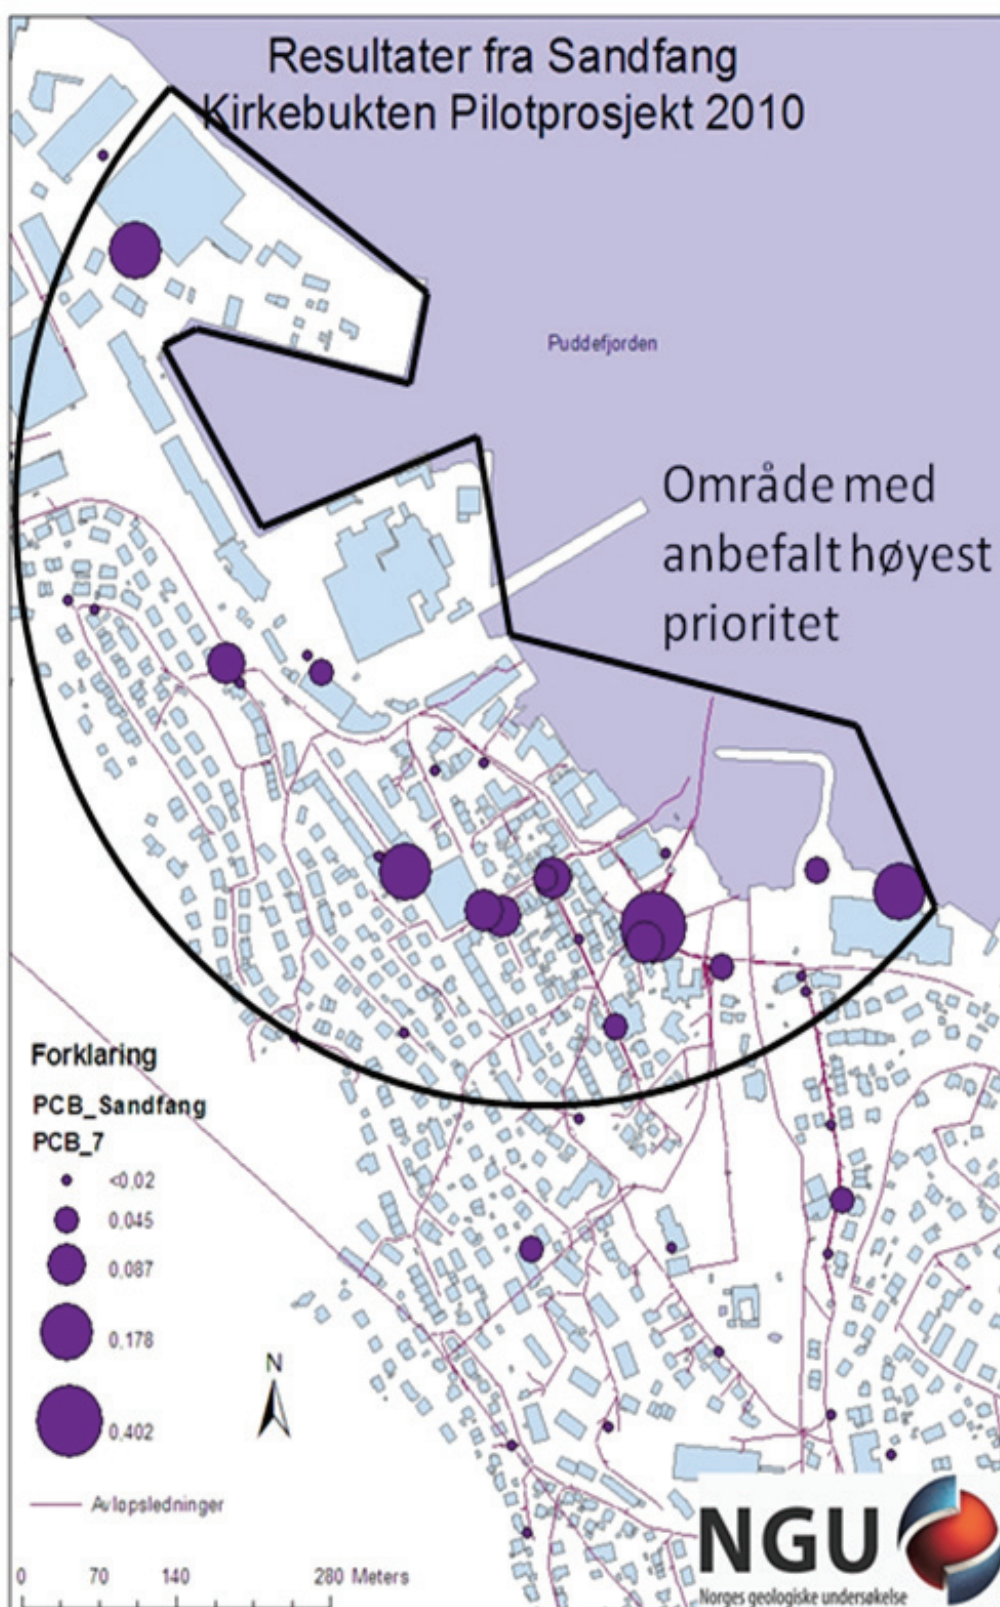 Resultater fra Sandfang
Kirkebukten Pilotprosjekt 2010
Puddefjorden
Område med
anbefalt høyest
prioritet
Forklaring
PCB_Sandfang
PCB_7
<0,02
0,045
0,087
0,178
0,402
Avløpsledninger
N
0 70 140 280 Meters
NGU
Norges geologiske undersøkelse